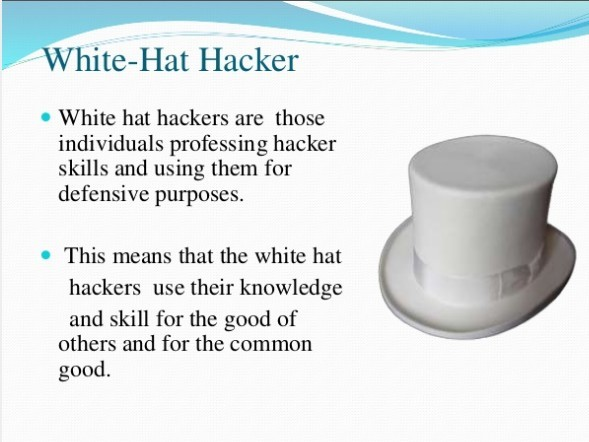 White-Hat Hacker
White hat hackers are those
individuals professing hacker
skills and using them for
defensive purposes.
This means that the white hat
hackers use their knowledge
and skill for the good of
others and for the common
good.